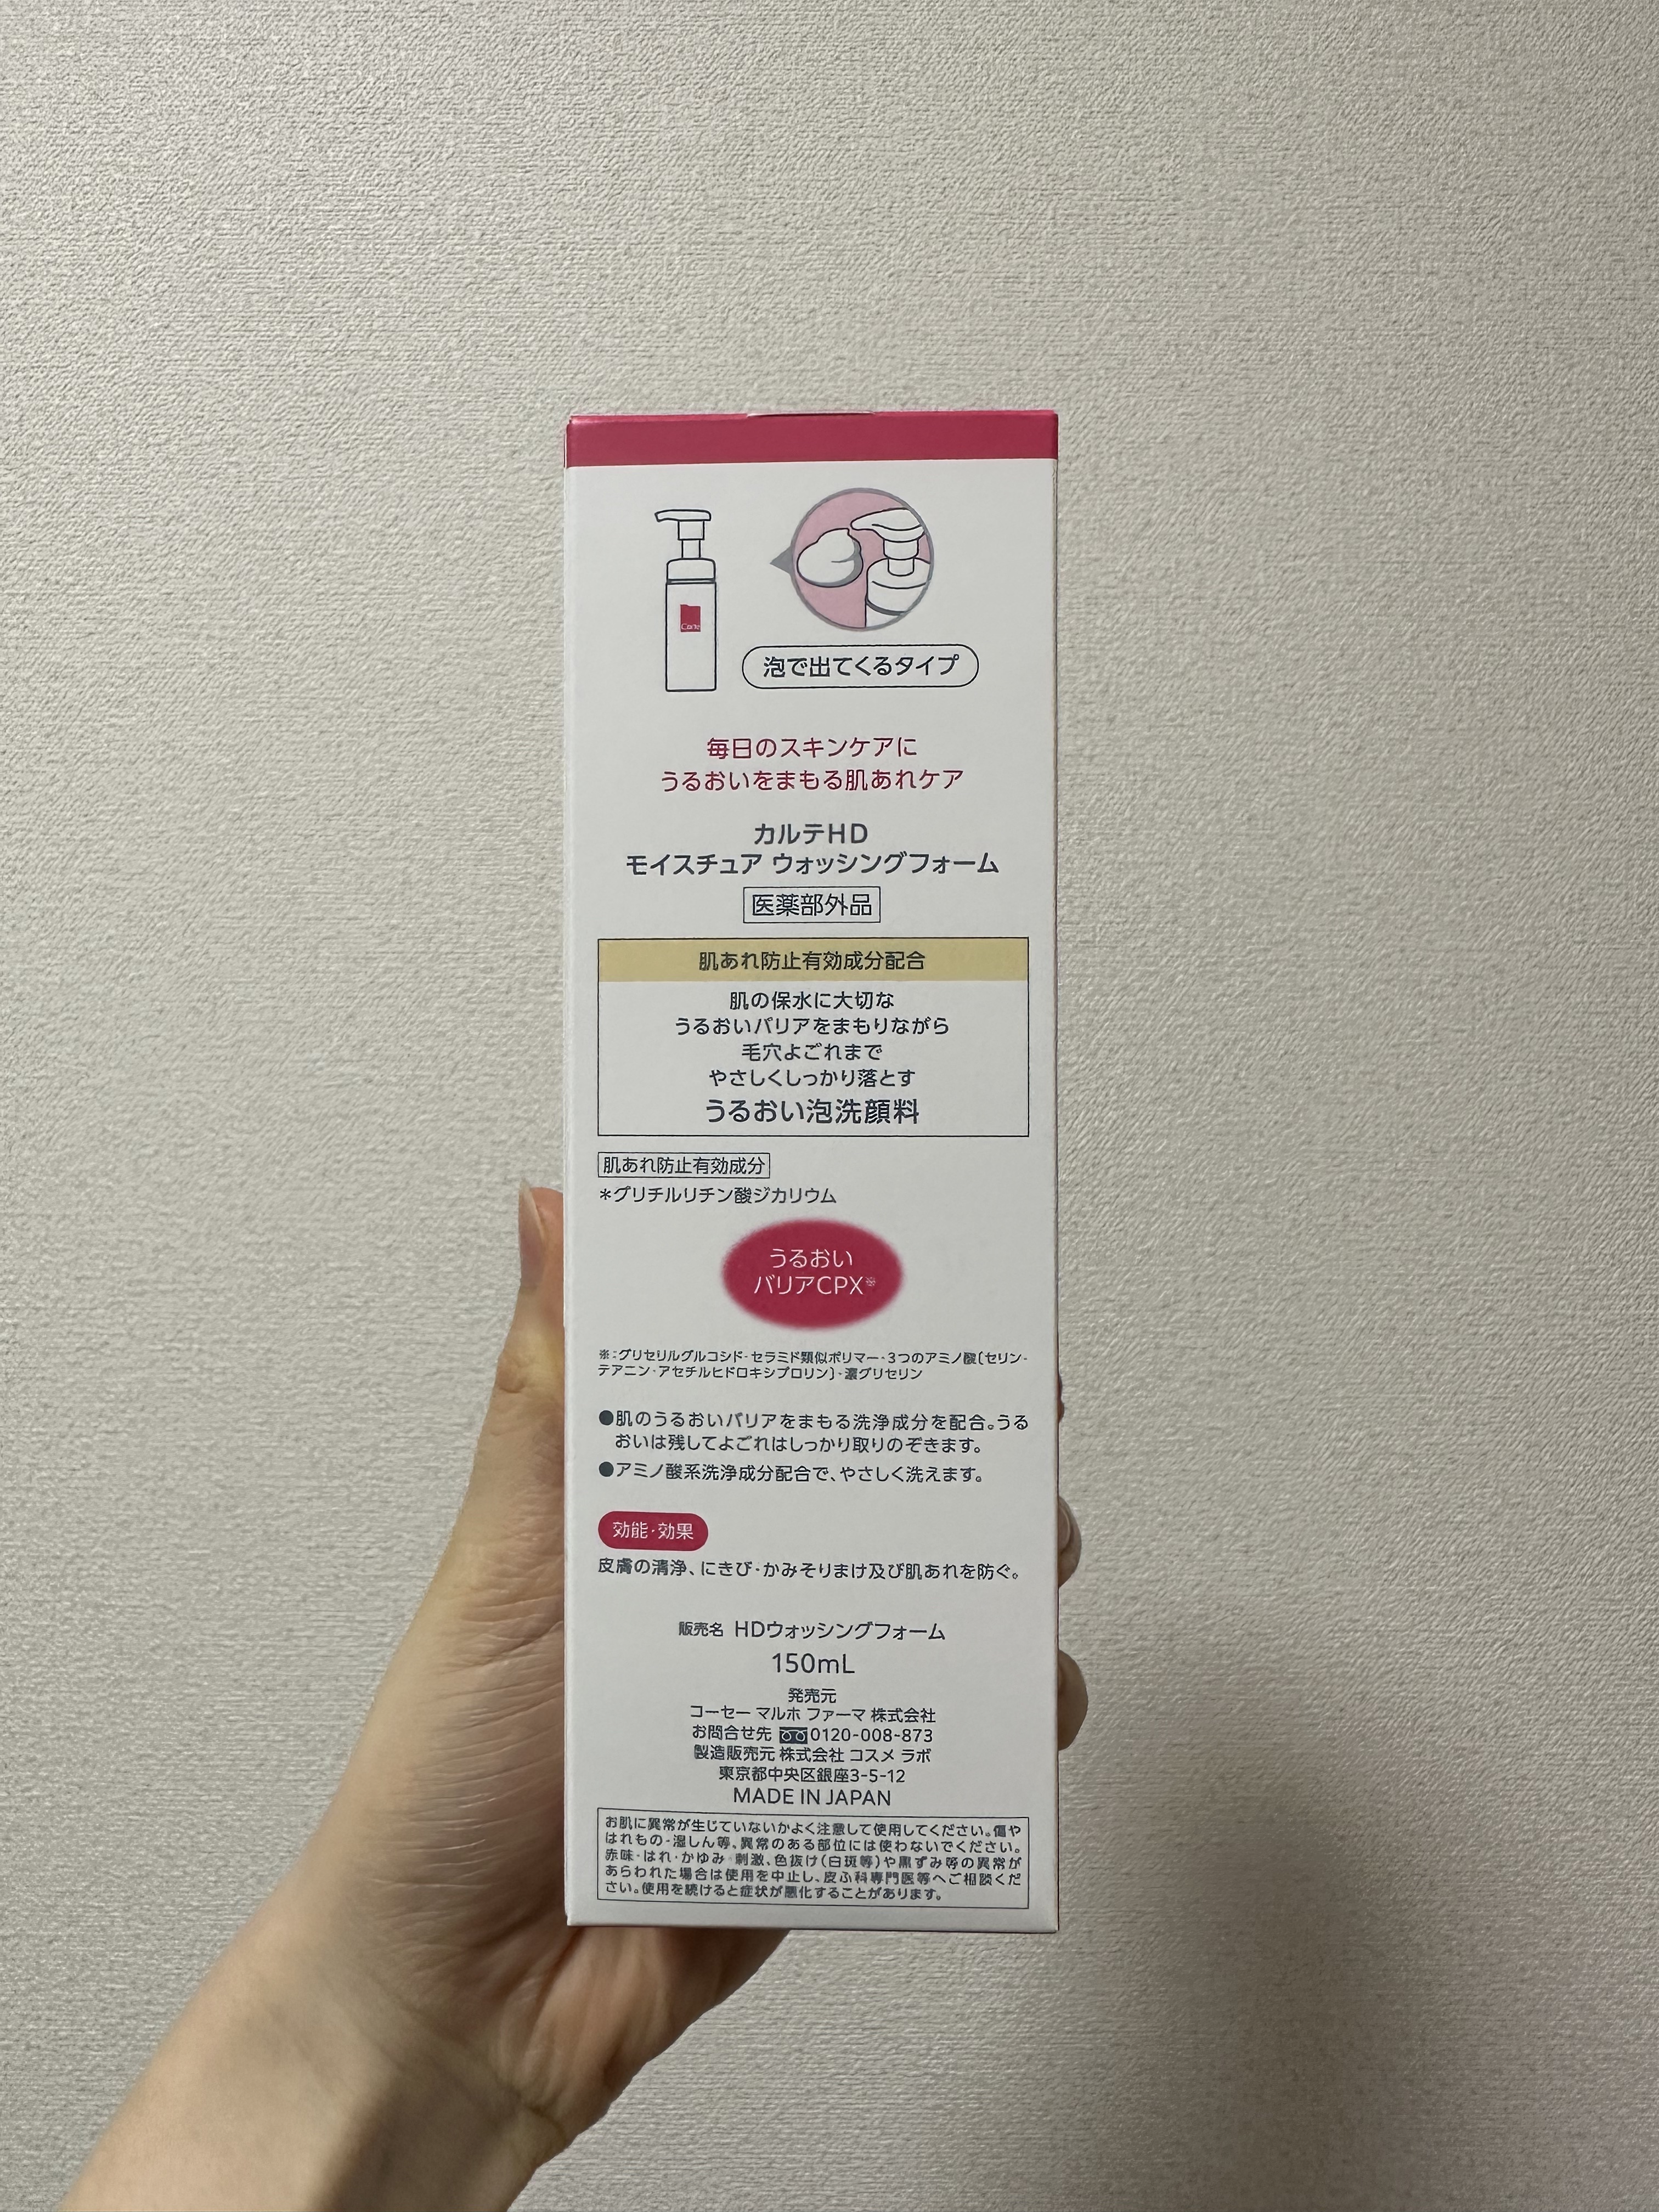 Carte
泡で出てくるタイプ
毎日のスキンケアに
うるおいをまもる肌あれケア
カルテHD
モイスチュア ウォッシングフォーム
医薬部外品
肌あれ防止有効成分配合
肌の保水に大切な
うるおいバリアをまもりながら
毛穴よごれまで
やさしくしっかり落とす
うるおい泡洗顔料
肌あれ防止有効成分
*グリチルリチン酸ジカリウム
うるおい
バリアCPX※
※:グリセリルグルコシド・セラミド類似ポリマー・3つのアミノ酸〔セリン・
テアニン・アセチルヒドロキシプロリン〕・濃グリセリン
●肌のうるおいバリアをまもる洗浄成分を配合。うる
おいは残してよごれはしっかり取りのぞきます。
●アミノ酸系洗浄成分配合で、やさしく洗えます。
効能・効果
皮膚の清浄、にきび・かみそりまけ及び肌あれを防ぐ。
販売名 HDウォッシングフォーム
150mL
発売元
コーセー マルホ ファーマ 株式会社
お問合せ先 0120-008-873
製造販売元 株式会社 コスメ ラボ
東京都中央区銀座3-5-12
MADE IN JAPAN
お肌に異常が生じていないかよく注意して使用してください。傷や
はれもの・湿しん等、異常のある部位には使わないでください。
赤味・はれ・かゆみ・刺激、色抜け(白斑等)や黒ずみ等の異常が
あらわれた場合は使用を中止し、皮ふ科専門医等へご相談くだ
さい。使用を続けると症状が悪化することがあります。